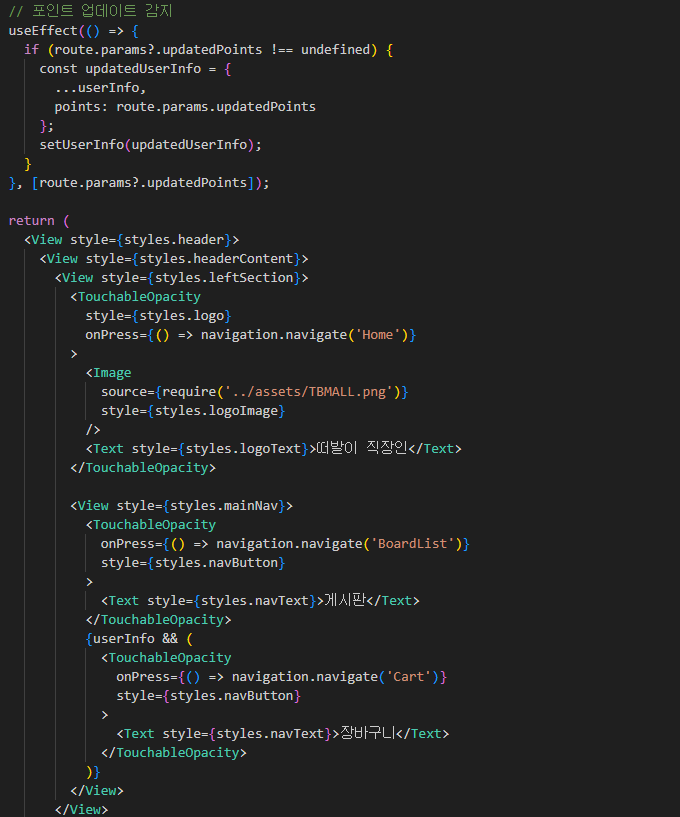 // 포인트 업데이트 감지
useEffect(() => {
  if (route.params?.updatedPoints !== undefined) {
    const updatedUserInfo = {
      ...userInfo,
      points: route.params.updatedPoints
    };
    setUserInfo(updatedUserInfo);
  }
}, [route.params?.updatedPoints]);

return (
  <View style={styles.header}>
    <View style={styles.headerContent}>
      <View style={styles.leftSection}>
        <TouchableOpacity
          style={styles.logo}
          onPress={() => navigation.navigate('Home')}
        >
          <Image
            source={require('../assets/TBMALL.png')}
            style={styles.logoImage}
          />
          <Text style={styles.logoText}>떠발이 직장인</Text>
        </TouchableOpacity>

        <View style={styles.mainNav}>
          <TouchableOpacity
            onPress={() => navigation.navigate('BoardList')}
            style={styles.navButton}
          >
            <Text style={styles.navText}>게시판</Text>
          </TouchableOpacity>
          {userInfo && (
            <TouchableOpacity
              onPress={() => navigation.navigate('Cart')}
              style={styles.navButton}
            >
              <Text style={styles.navText}>장바구니</Text>
            </TouchableOpacity>
          )}
        </View>
      </View>